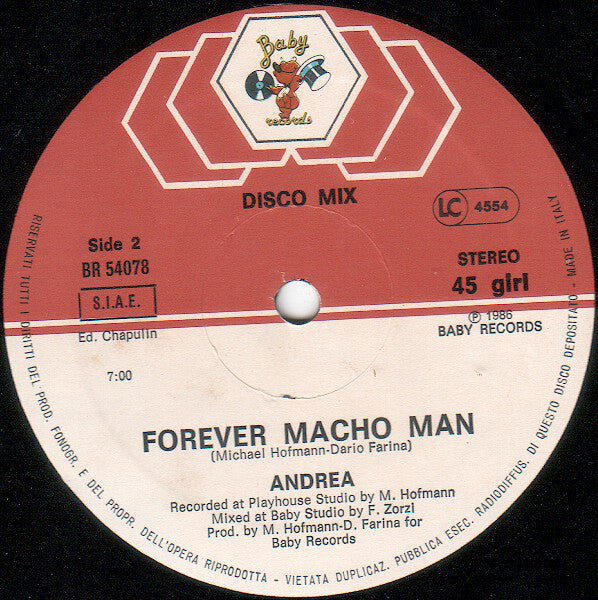 Baby
records
DISCO MIX
LC 4554
Side 2
BR 54078
S.I.A.E.
STEREO
45 giri
Ed. Chapulin
℗ 1986
BABY RECORDS
7:00
FOREVER MACHO MAN
(Michael Hofmann-Dario Farina)
ANDREA
Recorded at Playhouse Studio by M. Hofmann
Mixed at Baby Studio by F. Zorzi
Prod. by M. Hofmann-D. Farina for
Baby Records
RISERVATI TUTTI I DIRITTI DEL PROD. FONOGR. E DEL PROPR. DELL'OPERA RIPRODOTTA - VIETATA DUPLICAZ. PUBBLICA ESEC. RADIODIFFUS. DI QUESTO DISCO DEPOSITATO - MADE IN ITALY